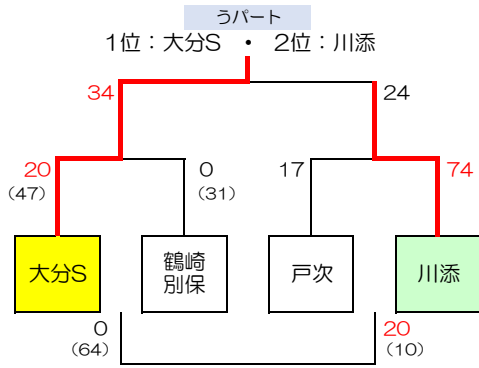 うパート
1位：大分S ・ 2位：川添
34 24
20 0 17 74
(47) (31)
大分S
鶴崎
別保
戸次
川添
0 20
(64) (10)